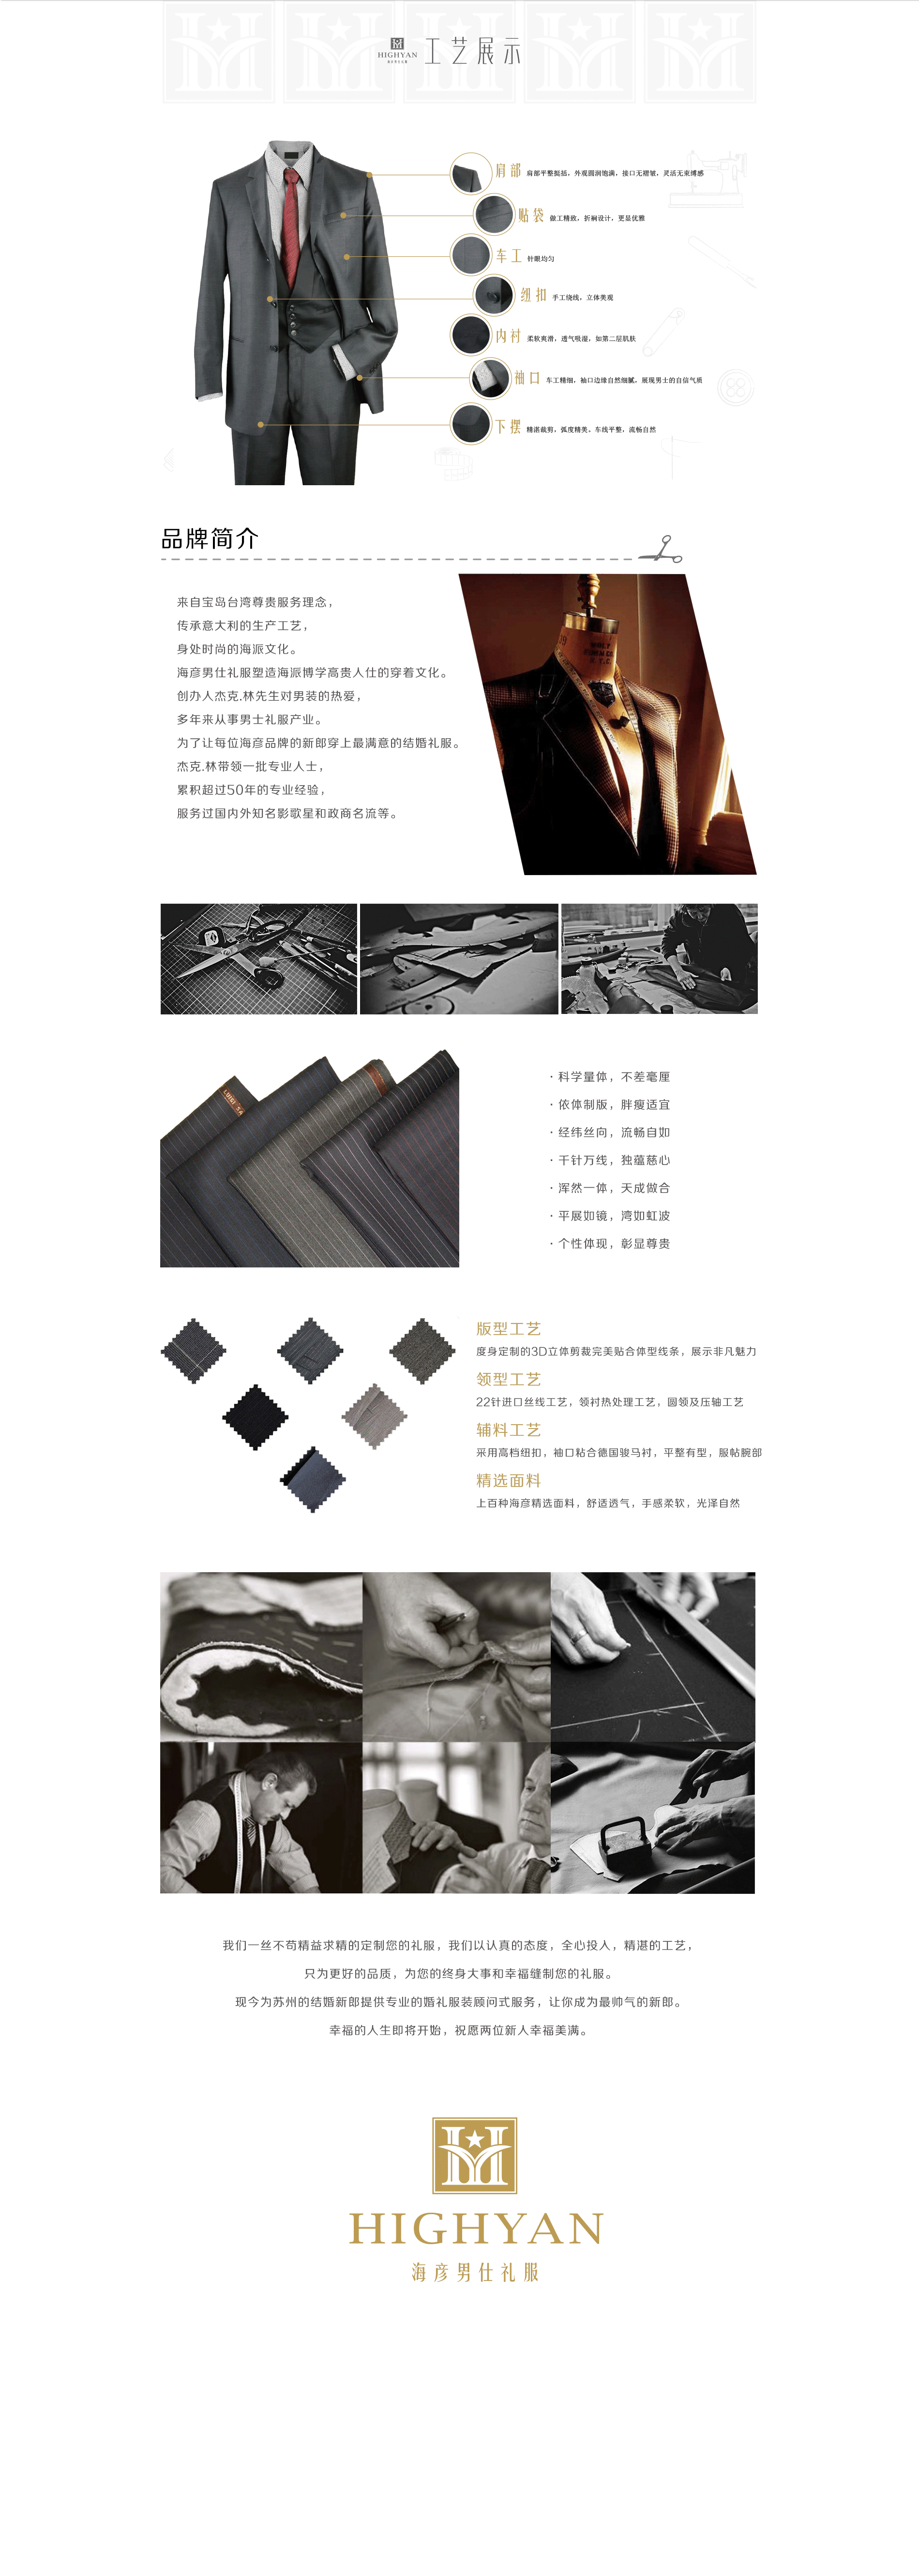 HIGHYAN
工艺展示
肩部 肩部平整挺括，外观圆润饱满，接口无褶皱，灵活无束缚感
贴袋 做工精致，折裥设计，更显优雅
车工 针眼均匀
纽扣 手工绕线，立体美观
内衬 柔软爽滑，透气吸湿，如第二层肌肤
袖口 车工精细，袖口边缘自然细腻，展现男士的自信气质
下摆 精湛裁剪，弧度精美，车线平整，流畅自然
品牌简介
来自宝岛台湾尊贵服务理念，
传承意大利的生产工艺，
身处时尚的海派文化。
海彦男仕礼服塑造海派博学高贵人仕的穿着文化。
创办人杰克.林先生对男装的热爱，
多年来从事男士礼服产业。
为了让每位海彦品牌的新郎穿上最满意的结婚礼服。
杰克.林带领一批专业人士，
累积超过50年的专业经验，
服务过国内外知名影歌星和政商名流等。
· 科学量体，不差毫厘
· 依体制版，胖瘦适宜
· 经纬丝向，流畅自如
· 千针万线，独蕴慈心
· 浑然一体，天成做合
· 平展如镜，湾如虹波
· 个性体现，彰显尊贵
版型工艺
度身定制的3D立体剪裁完美贴合体型线条，展示非凡魅力
领型工艺
22针进口丝线工艺，领衬热处理工艺，圆领及压轴工艺
辅料工艺
采用高档纽扣，袖口粘合德国骏马衬，平整有型，服帖腕部
精选面料
上百种海彦精选面料，舒适透气，手感柔软，光泽自然
我们一丝不苟精益求精的定制您的礼服，我们以认真的态度，全心投入，精湛的工艺，
只为更好的品质，为您的终身大事和幸福缝制您的礼服。
现今为苏州的结婚新郎提供专业的婚礼服装顾问式服务，让你成为最帅气的新郎。
幸福的人生即将开始，祝愿两位新人幸福美满。
HIGHYAN
海彦男仕礼服